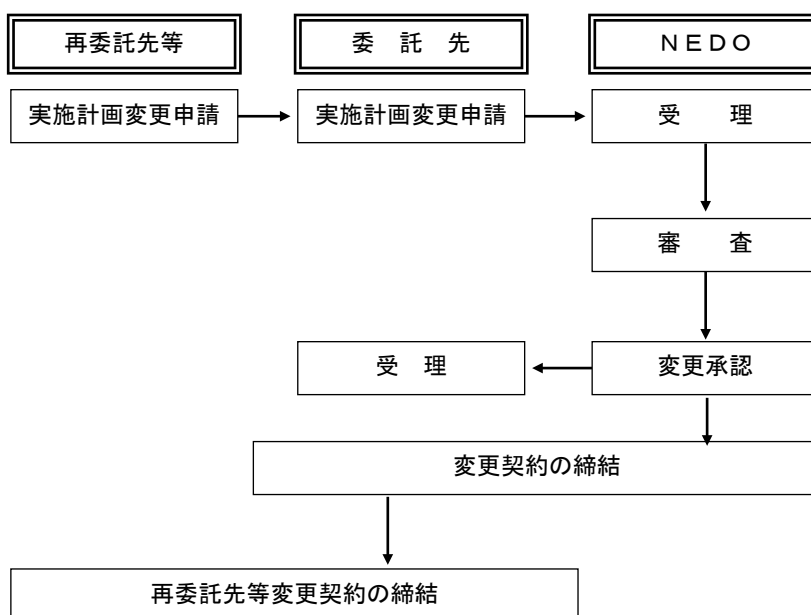 再委託先等
委 託 先
ＮＥＤＯ
実施計画変更申請
実施計画変更申請
受 理
審 査
受 理
変更承認
変更契約の締結
再委託先等変更契約の締結